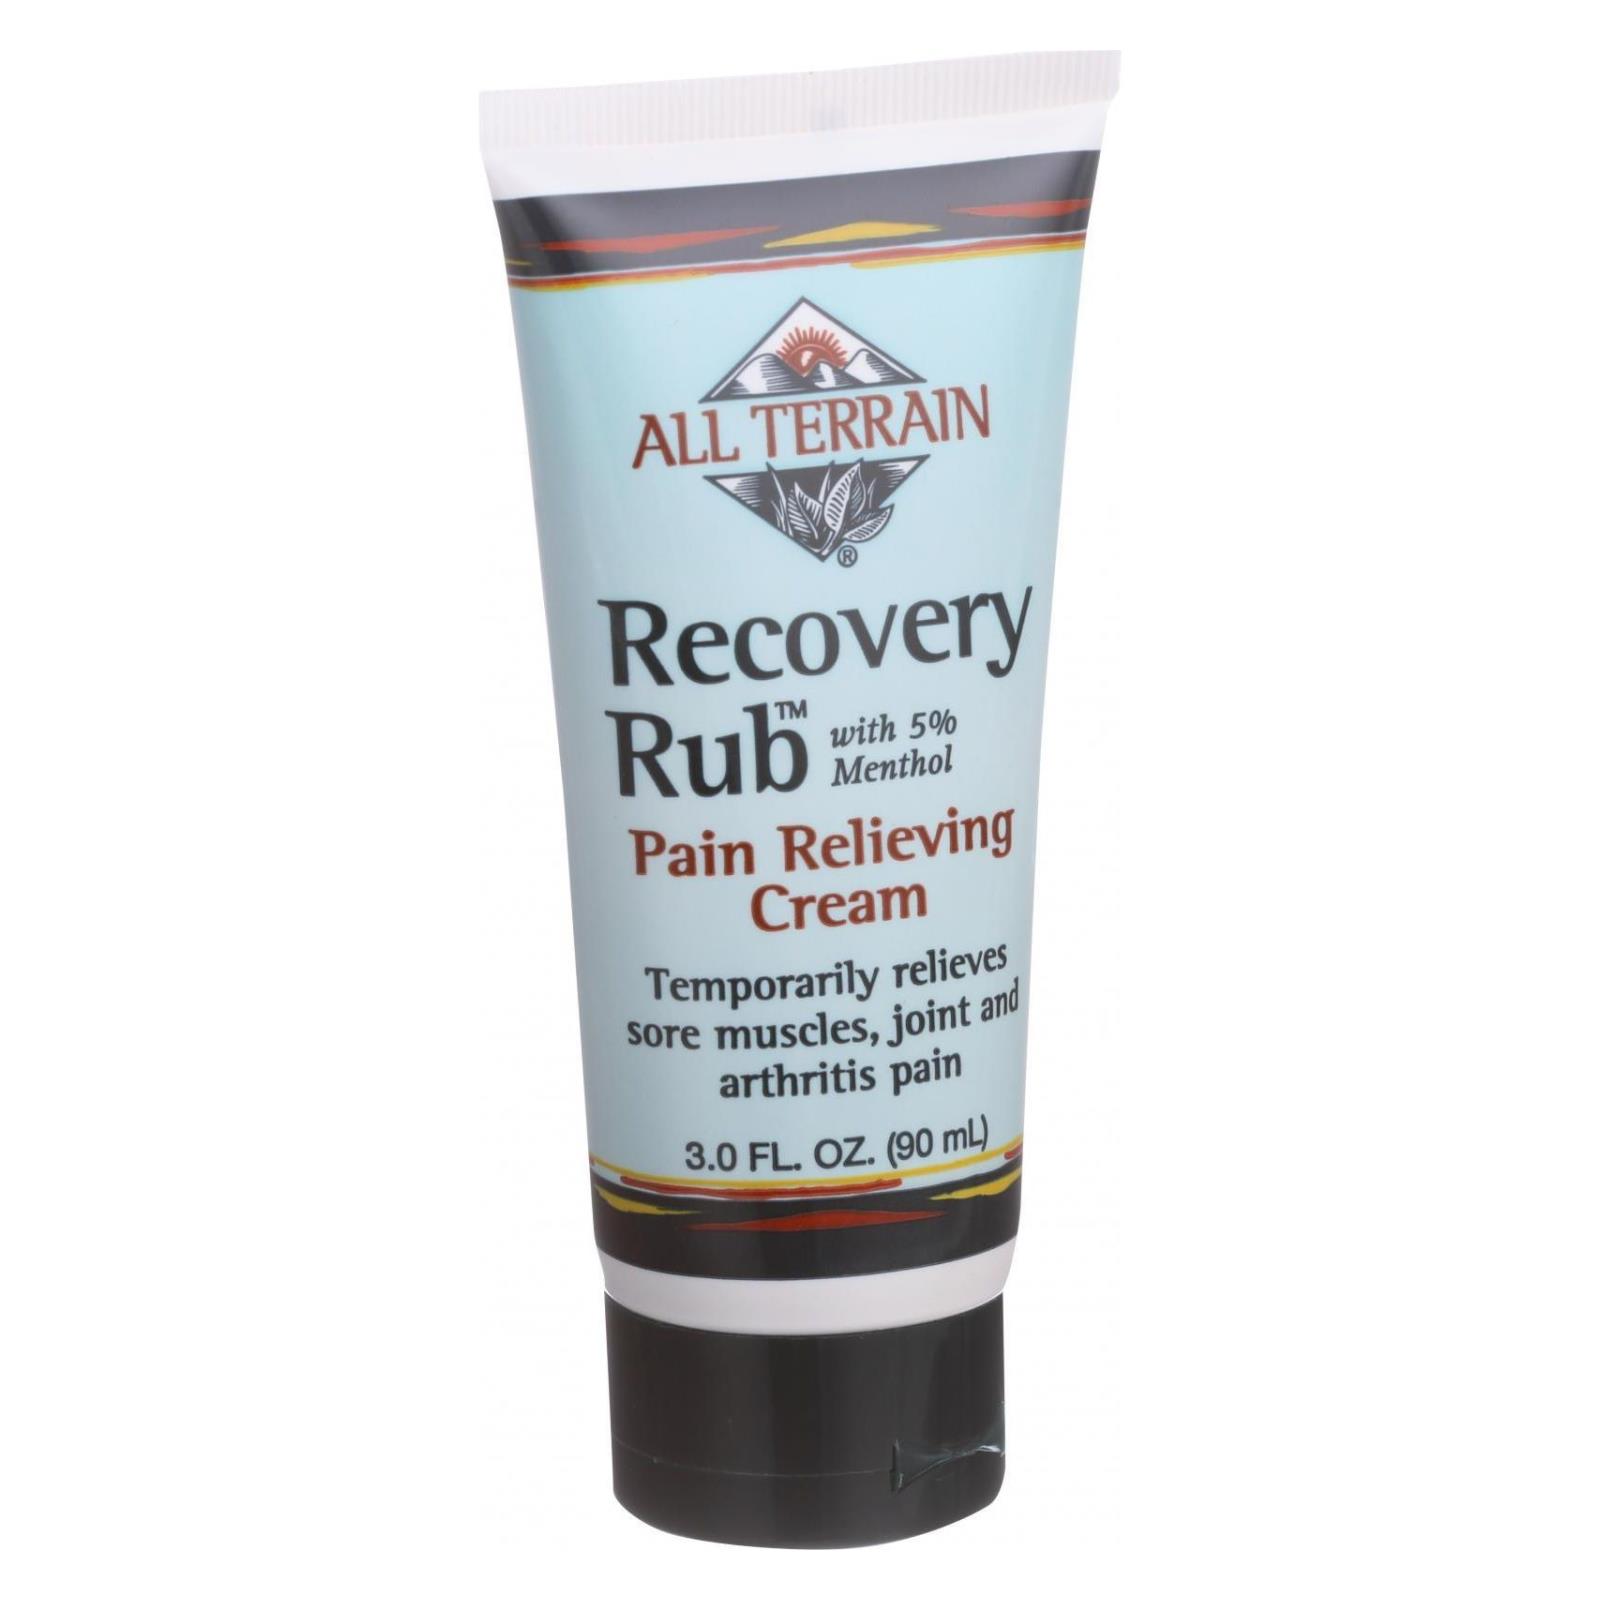 ALL TERRAIN
®
Recovery
Rub™ with 5%
Menthol
Pain Relieving
Cream
Temporarily relieves
sore muscles, joint and
arthritis pain
3.0 FL. OZ. (90 mL)